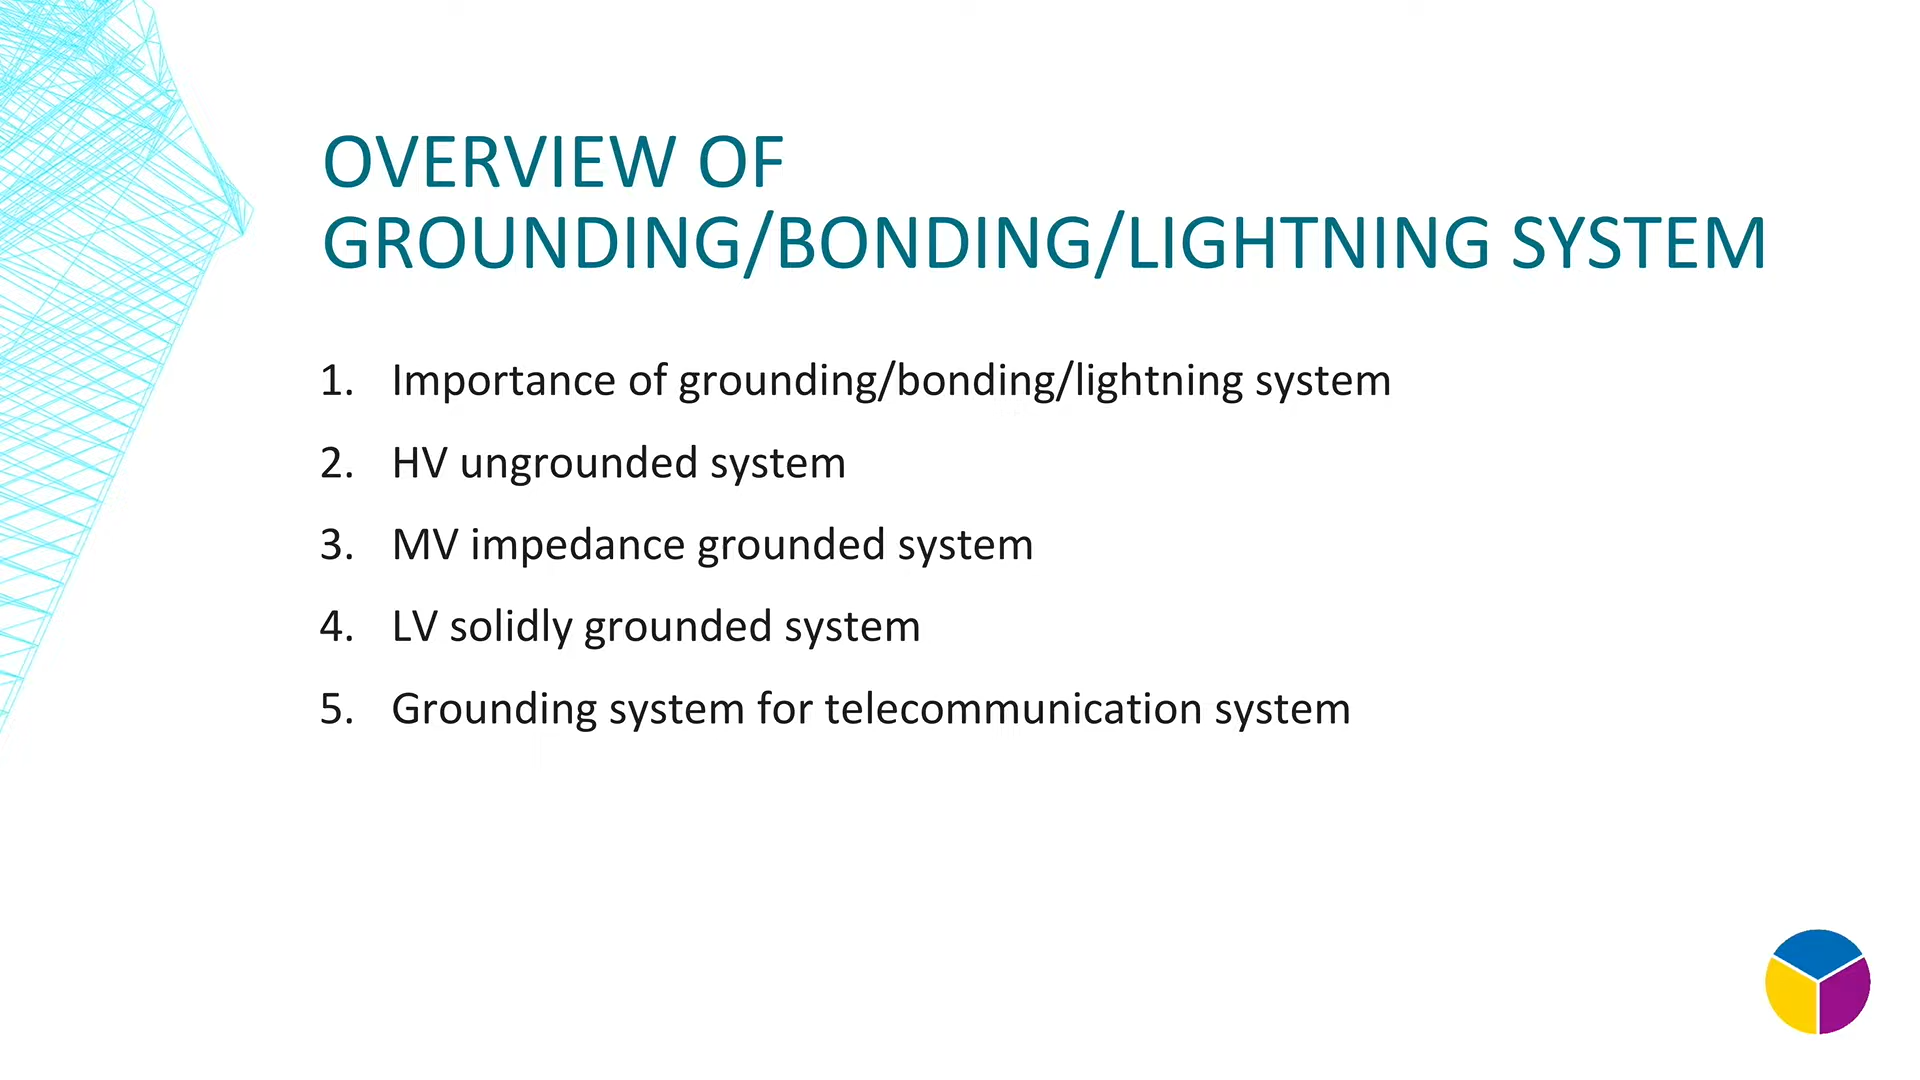 OVERVIEW OF
GROUNDING/BONDING/LIGHTNING SYSTEM
1. Importance of grounding/bonding/lightning system
2. HV ungrounded system
3. MV impedance grounded system
4. LV solidly grounded system
5. Grounding system for telecommunication system